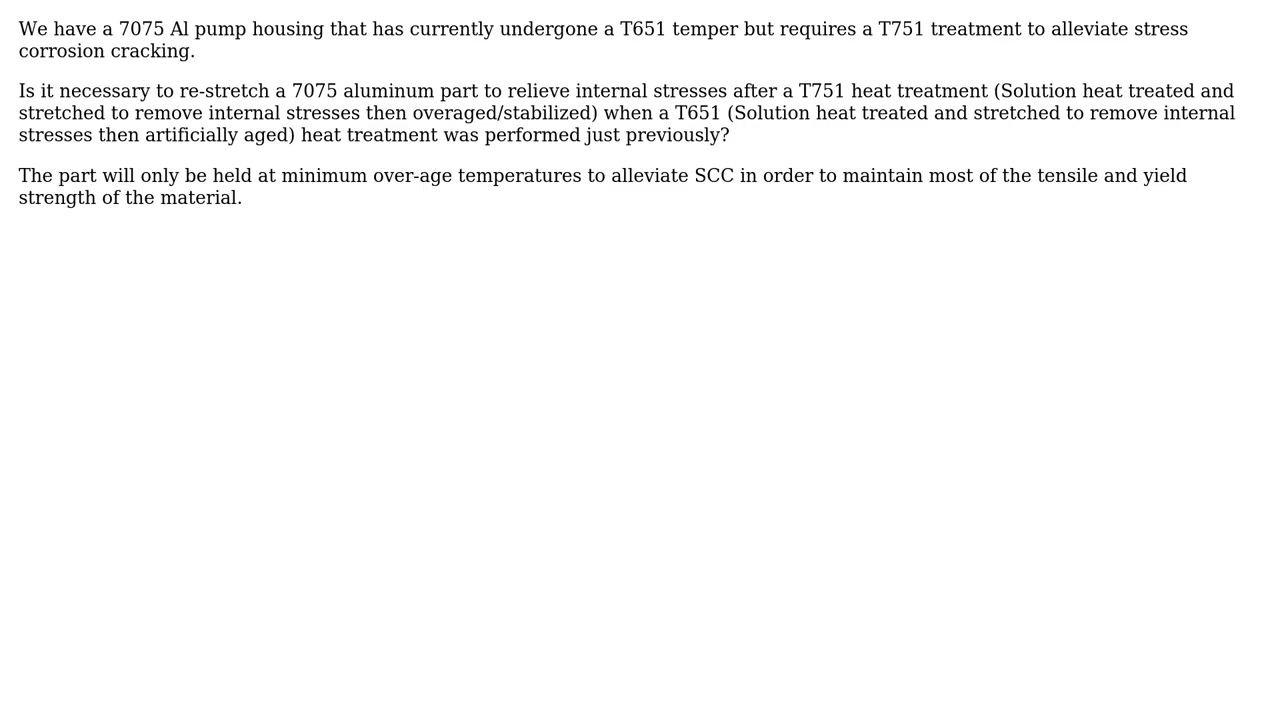 We have a 7075 Al pump housing that has currently undergone a T651 temper but requires a T751 treatment to alleviate stress
corrosion cracking.
Is it necessary to re-stretch a 7075 aluminum part to relieve internal stresses after a T751 heat treatment (Solution heat treated and
stretched to remove internal stresses then overaged/stabilized) when a T651 (Solution heat treated and stretched to remove internal
stresses then artificially aged) heat treatment was performed just previously?
The part will only be held at minimum over-age temperatures to alleviate SCC in order to maintain most of the tensile and yield
strength of the material.